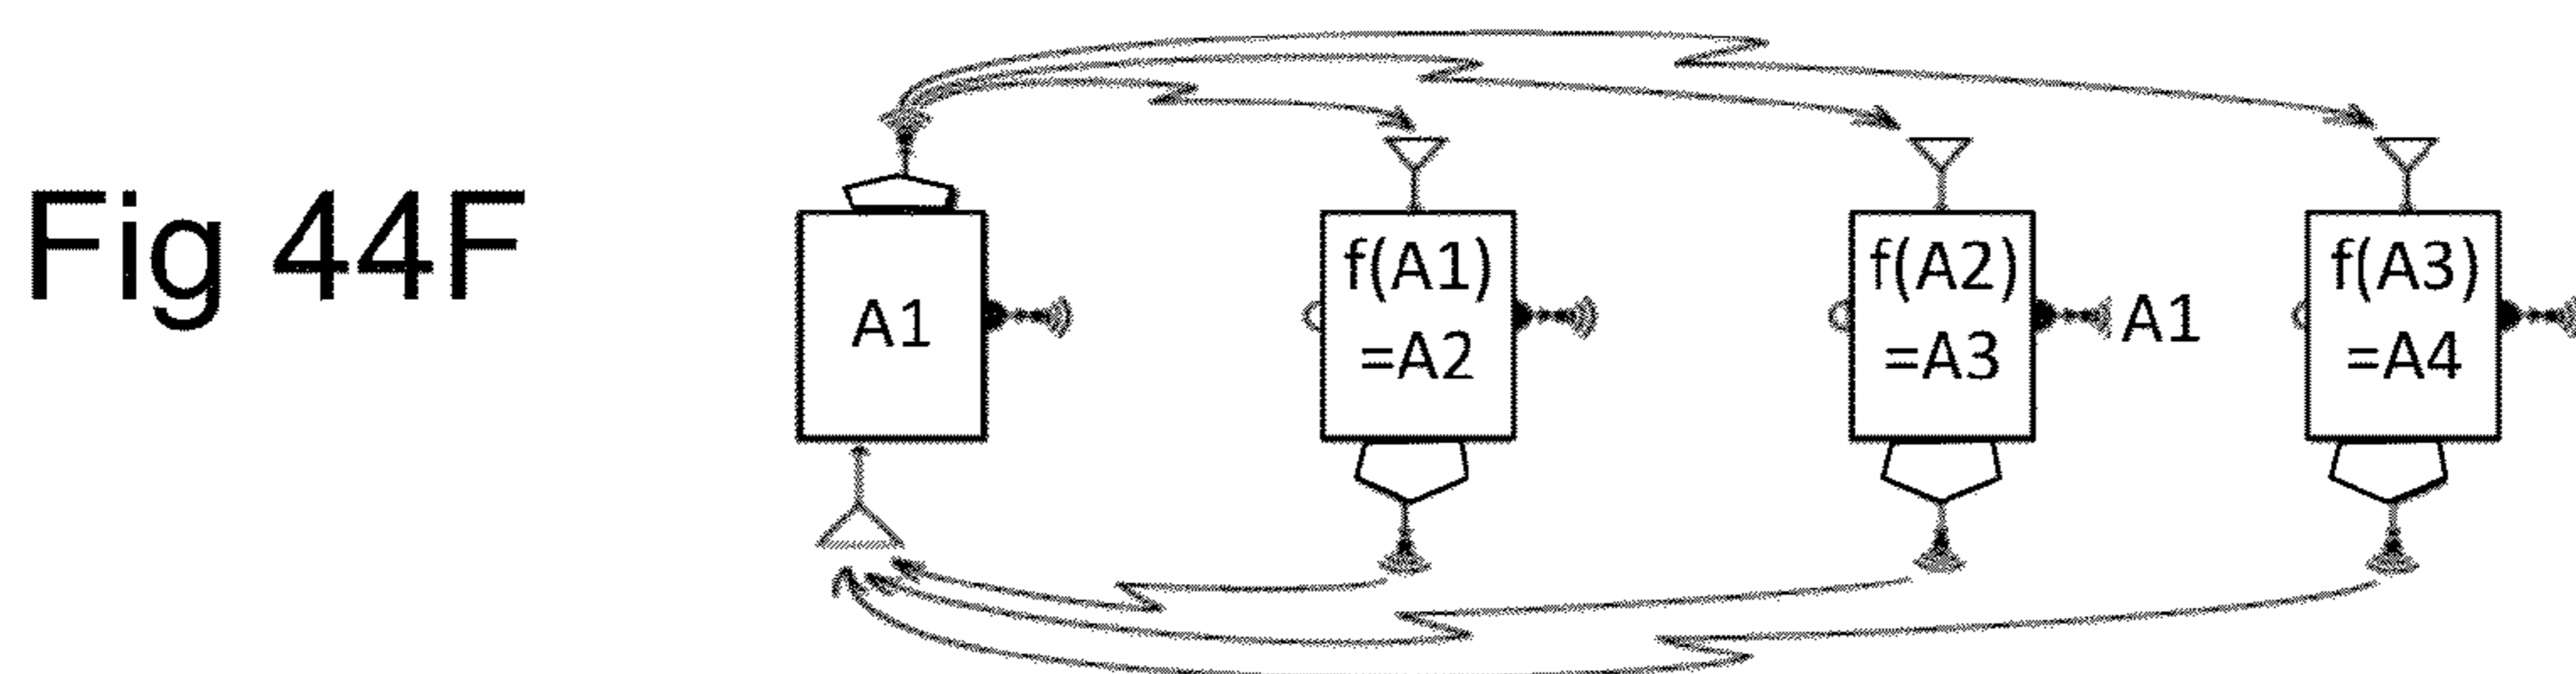 Fig 44F
A1
f(A1)
=A2
f(A2)
=A3
A1
f(A3)
=A4